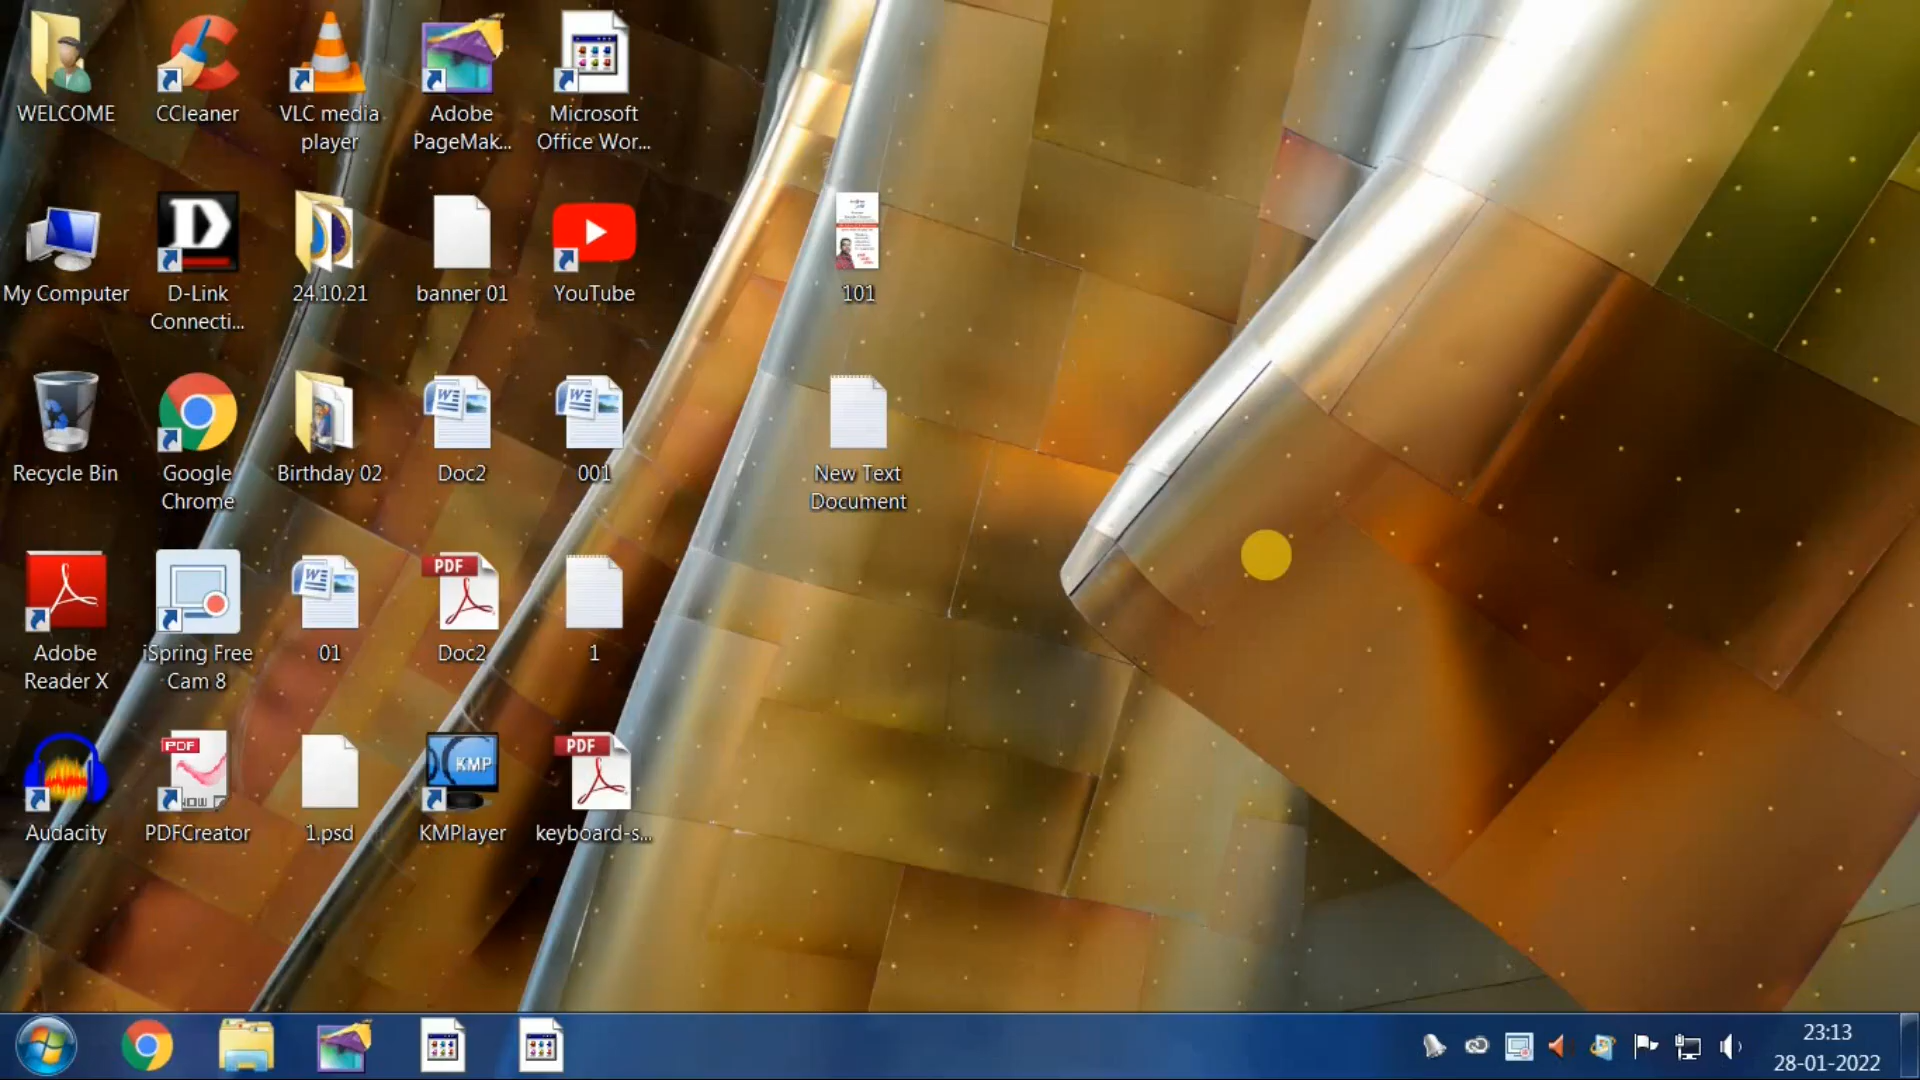 WELCOME
CCleaner
VLC media
player
Adobe
PageMak...
Microsoft
Office Wor...
My Computer
D
D-Link
Connecti...
24.10.21
banner 01
YouTube
101
Recycle Bin
Google
Chrome
Birthday 02
W
Doc2
W
001
New Text
Document
Adobe
Reader X
iSpring Free
Cam 8
W
01
PDF
Doc2
1
Audacity
PDF
NOW
PDFCreator
1.psd
KMP
KMPlayer
PDF
keyboard-s...
23:13
28-01-2022